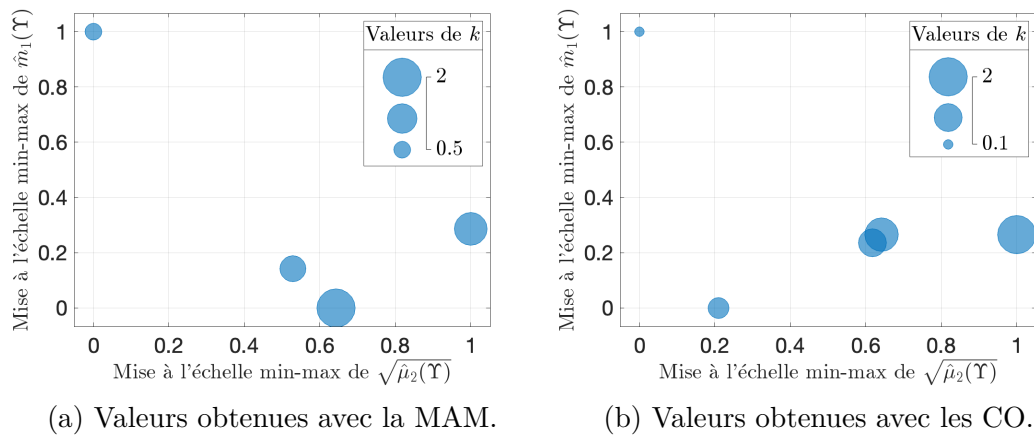 Valeurs de k
2
0.5
1
0.8
0.6
0.4
0.2
0
Mise à l'échelle min-max de m̂₁(ϒ)
0 0.2 0.4 0.6 0.8 1
Mise à l'échelle min-max de √μ̂₂(ϒ)
(a) Valeurs obtenues avec la MAM.
Valeurs de k
2
0.1
1
0.8
0.6
0.4
0.2
0
Mise à l'échelle min-max de m̂₁(ϒ)
0 0.2 0.4 0.6 0.8 1
Mise à l'échelle min-max de √μ̂₂(ϒ)
(b) Valeurs obtenues avec les CO.